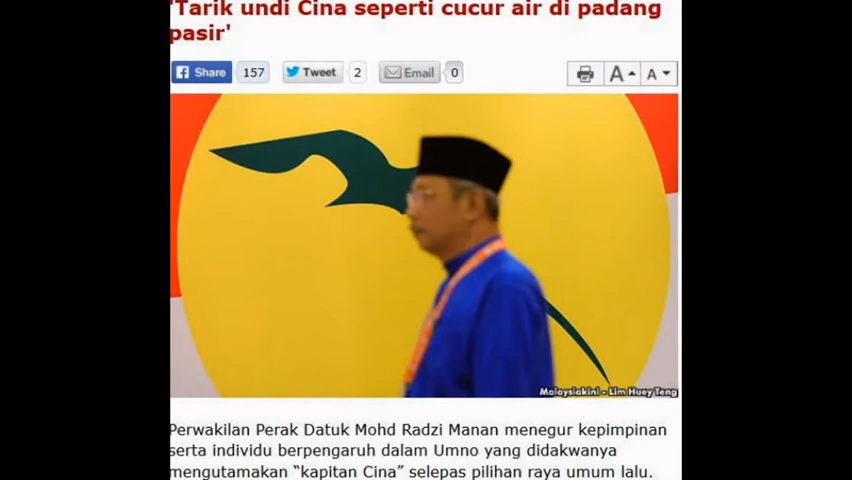 'Tarik undi Cina seperti cucur air di padang
pasir'
Share 157 Tweet 2 Email 0 A A
Malaysiakini - Lim Huey Teng
Perwakilan Perak Datuk Mohd Radzi Manan menegur kepimpinan
serta individu berpengaruh dalam Umno yang didakwanya
mengutamakan “kapitan Cina” selepas pilihan raya umum lalu.